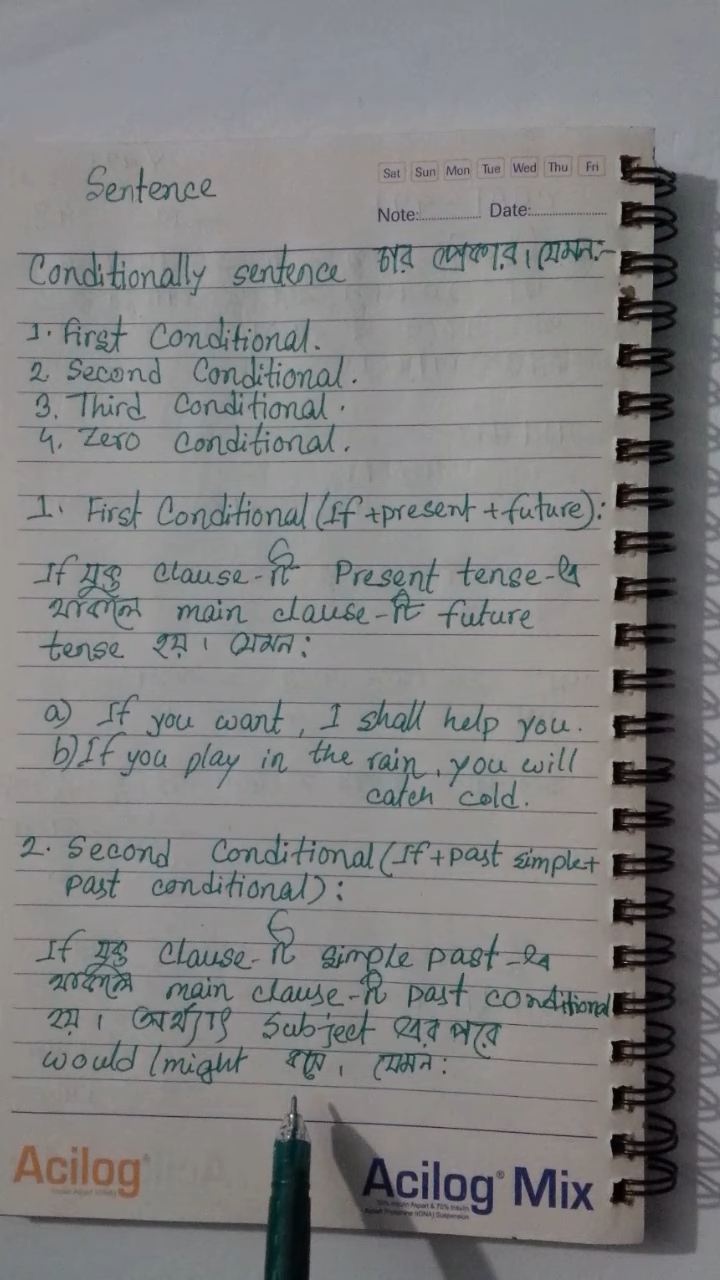 Sentence
Sat Sun Mon Tue Wed Thu Fri
Note:.................. Date:......................
Conditionally sentence চার প্রকার। যেমন:-
1. First Conditional.
2 Second Conditional.
3. Third Conditional.
4. Zero Conditional.
1. First Conditional (If +present +future):
If যুক্ত clause-টি Present tense-এ
থাকলে main clause-টি future
tense হয়। যেমন:
a) If you want, I shall help you.
b) If you play in the rain, you will
catch cold.
2. Second Conditional (If+past simple+
past conditional):
If যুক্ত clause-টি simple past-এ
থাকলে main clause-টি past conditional
হয়। অর্থ্যাৎ subject এর পরে
would/might বসে। যেমন:
Acilog
Acilog® Mix